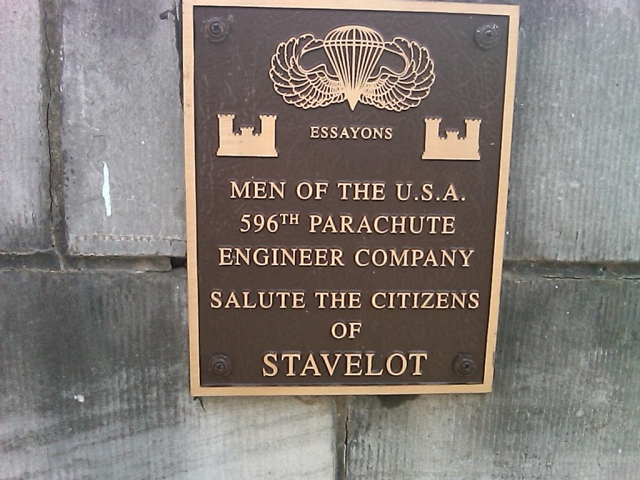 ESSAYONS
MEN OF THE U.S.A.
596TH PARACHUTE
ENGINEER COMPANY
SALUTE THE CITIZENS
OF
STAVELOT